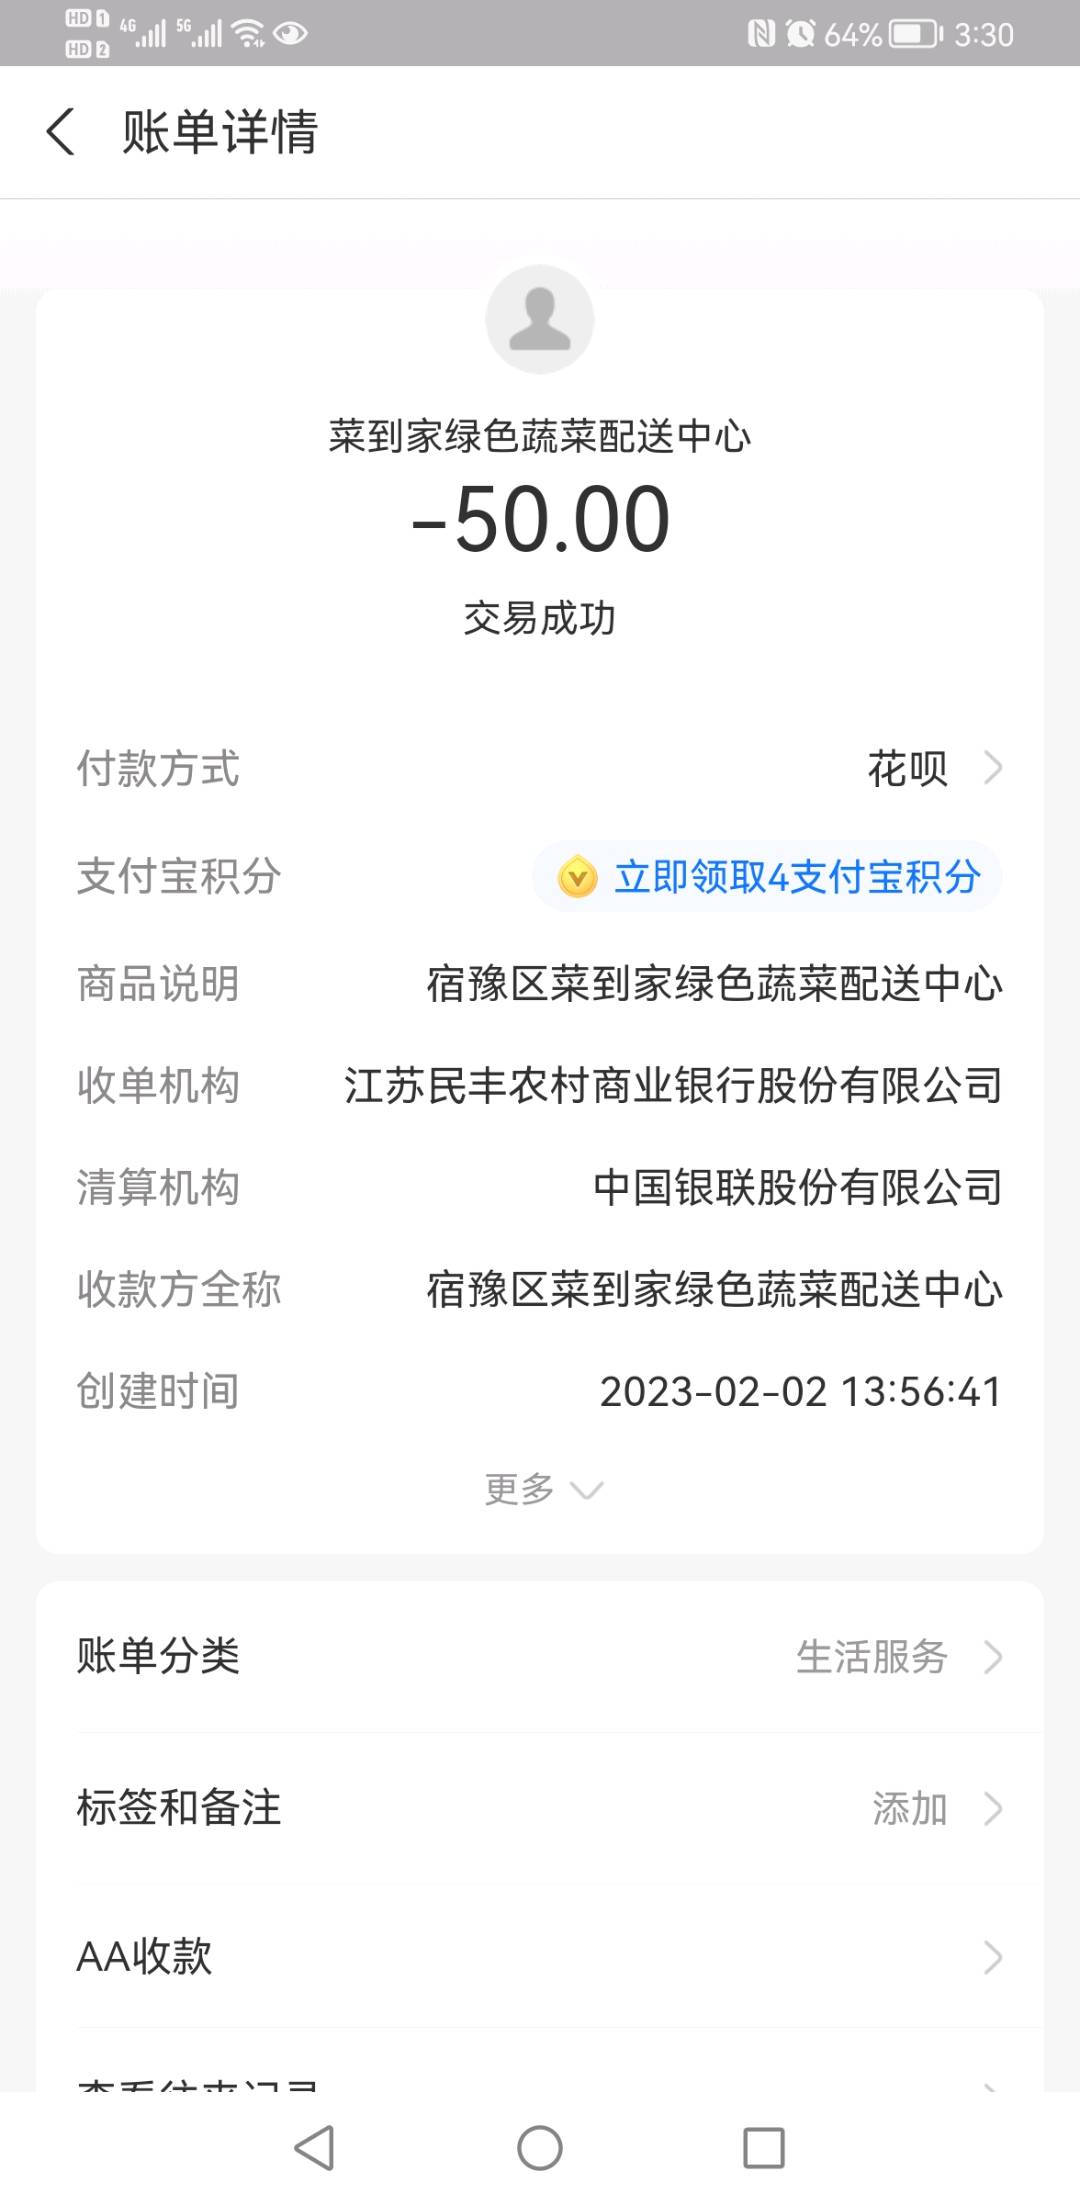 HD 1 4G 5G 64% 3:30
HD 2
账单详情
菜到家绿色蔬菜配送中心
-50.00
交易成功
付款方式 花呗
支付宝积分 立即领取4支付宝积分
商品说明 宿豫区菜到家绿色蔬菜配送中心
收单机构 江苏民丰农村商业银行股份有限公司
清算机构 中国银联股份有限公司
收款方全称 宿豫区菜到家绿色蔬菜配送中心
创建时间 2023-02-02 13:56:41
更多
账单分类 生活服务
标签和备注 添加
AA收款
查看往来记录